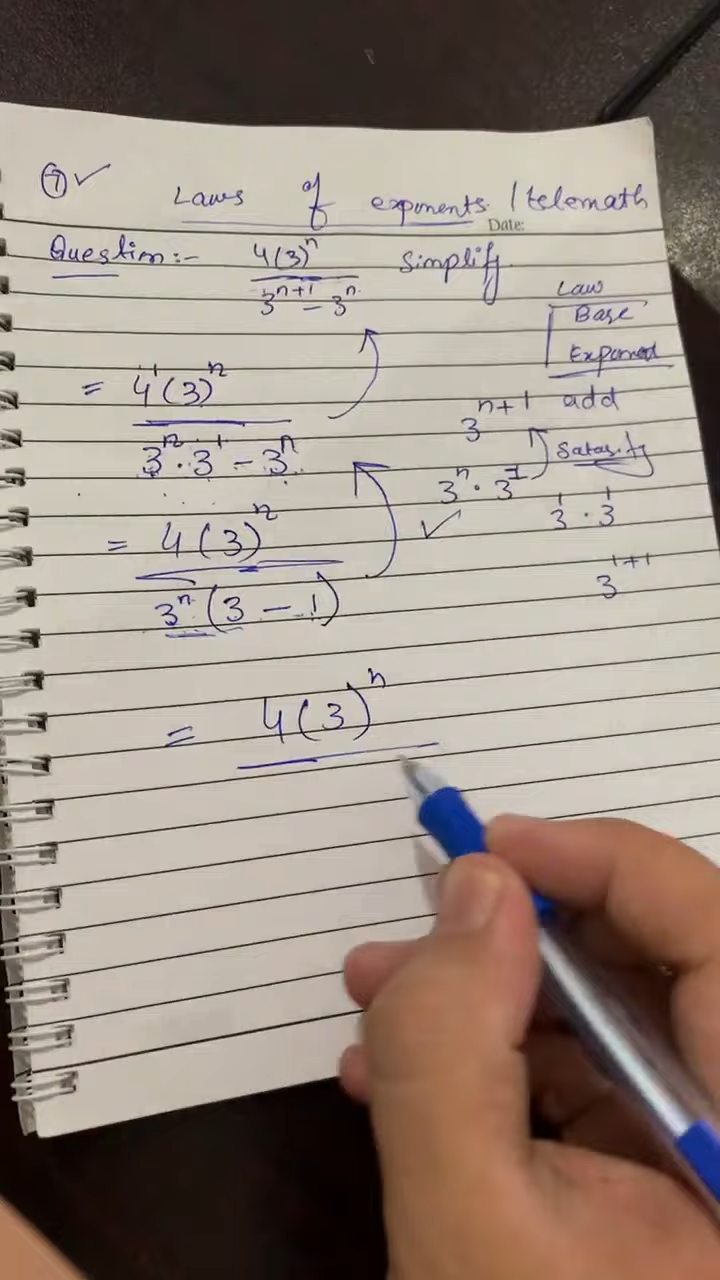 7 ✓ Laws of exponents / telemath
Date:
Question:- 4(3)^n / 3^(n+1) - 3^n Simplify
Law
Base
Exponent
= 4^1(3)^n / 3^n · 3^1 - 3^n
3^(n+1) add
Satasify
3^n · 3^1 ✓
3^1 · 3^1
3^(1+1)
= 4(3)^n / 3^n(3 - 1)
= 4(3)^n